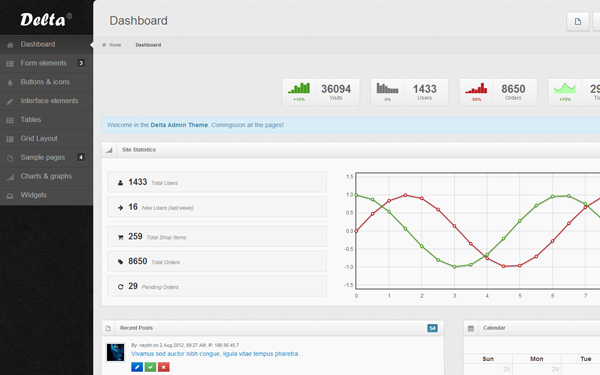 Delta®
Dashboard
Dashboard
Form elements 3
Buttons & icons
Interface elements
Tables
Grid Layout
Sample pages 4
Charts & graphs
Widgets
Home Dashboard
+10% 36094 Visits
0% 1433 Users
-50% 8650 Orders
+70% 29
Welcome in the Delta Admin Theme. Comingsoon all the pages!
Site Statistics
1433 Total Users
16 New Users (last week)
259 Total Shop Items
8650 Total Orders
29 Pending Orders
1.5
1.0
0.5
0.0
-0.5
-1.0
-1.5
0 1 2 3 4 5 6 7
Recent Posts 54
By: neytiri on 2 Aug 2012, 09:27 AM, IP: 186.56.45.7
Vivamus sed auctor nibh congue, ligula vitae tempus pharetra...
Calendar
Sun Mon
29